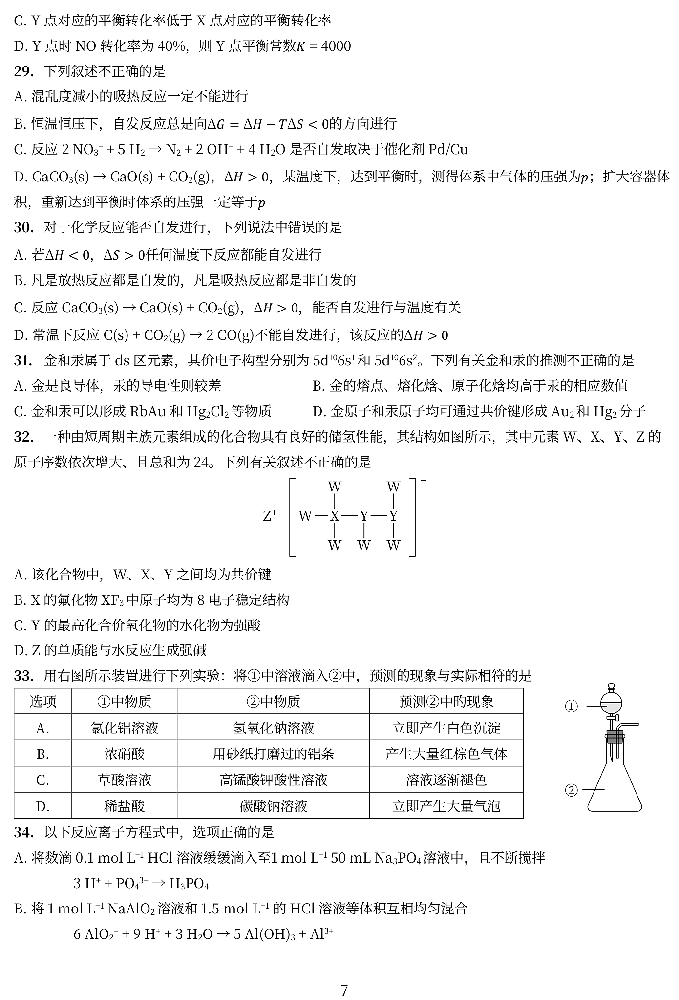 C. Y 点对应的平衡转化率低于 X 点对应的平衡转化率
D. Y 点时 NO 转化率为 40%，则 Y 点平衡常数K = 4000
29．下列叙述不正确的是
A. 混乱度减小的吸热反应一定不能进行
B. 恒温恒压下，自发反应总是向ΔG = ΔH − TΔS < 0的方向进行
C. 反应 2 NO₃⁻ + 5 H₂ → N₂ + 2 OH⁻ + 4 H₂O 是否自发取决于催化剂 Pd/Cu
D. CaCO₃(s) → CaO(s) + CO₂(g)，ΔH > 0，某温度下，达到平衡时，测得体系中气体的压强为p；扩大容器体
积，重新达到平衡时体系的压强一定等于p
30．对于化学反应能否自发进行，下列说法中错误的是
A. 若ΔH < 0，ΔS > 0任何温度下反应都能自发进行
B. 凡是放热反应都是自发的，凡是吸热反应都是非自发的
C. 反应 CaCO₃(s) → CaO(s) + CO₂(g)，ΔH > 0，能否自发进行与温度有关
D. 常温下反应 C(s) + CO₂(g) → 2 CO(g)不能自发进行，该反应的ΔH > 0
31．金和汞属于 ds 区元素，其价电子构型分别为 5d¹⁰6s¹ 和 5d¹⁰6s²。下列有关金和汞的推测不正确的是
A. 金是良导体，汞的导电性则较差 B. 金的熔点、熔化焓、原子化焓均高于汞的相应数值
C. 金和汞可以形成 RbAu 和 Hg₂Cl₂ 等物质 D. 金原子和汞原子均可通过共价键形成 Au₂ 和 Hg₂ 分子
32．一种由短周期主族元素组成的化合物具有良好的储氢性能，其结构如图所示，其中元素 W、X、Y、Z 的
原子序数依次增大、且总和为 24。下列有关叙述不正确的是
W W −
Z⁺ W—X—Y—Y
W W W
A. 该化合物中，W、X、Y 之间均为共价键
B. X 的氟化物 XF₃ 中原子均为 8 电子稳定结构
C. Y 的最高化合价氧化物的水化物为强酸
D. Z 的单质能与水反应生成强碱
33．用右图所示装置进行下列实验：将①中溶液滴入②中，预测的现象与实际相符的是
选项 ①中物质 ②中物质 预测②中旳现象
A. 氯化铝溶液 氢氧化钠溶液 立即产生白色沉淀
B. 浓硝酸 用砂纸打磨过的铝条 产生大量红棕色气体
C. 草酸溶液 高锰酸钾酸性溶液 溶液逐渐褪色
D. 稀盐酸 碳酸钠溶液 立即产生大量气泡
①
②
34．以下反应离子方程式中，选项正确的是
A. 将数滴 0.1 mol L⁻¹ HCl 溶液缓缓滴入至1 mol L⁻¹ 50 mL Na₃PO₄ 溶液中，且不断搅拌
3 H⁺ + PO₄³⁻ → H₃PO₄
B. 将 1 mol L⁻¹ NaAlO₂ 溶液和 1.5 mol L⁻¹ 的 HCl 溶液等体积互相均匀混合
6 AlO₂⁻ + 9 H⁺ + 3 H₂O → 5 Al(OH)₃ + Al³⁺
7